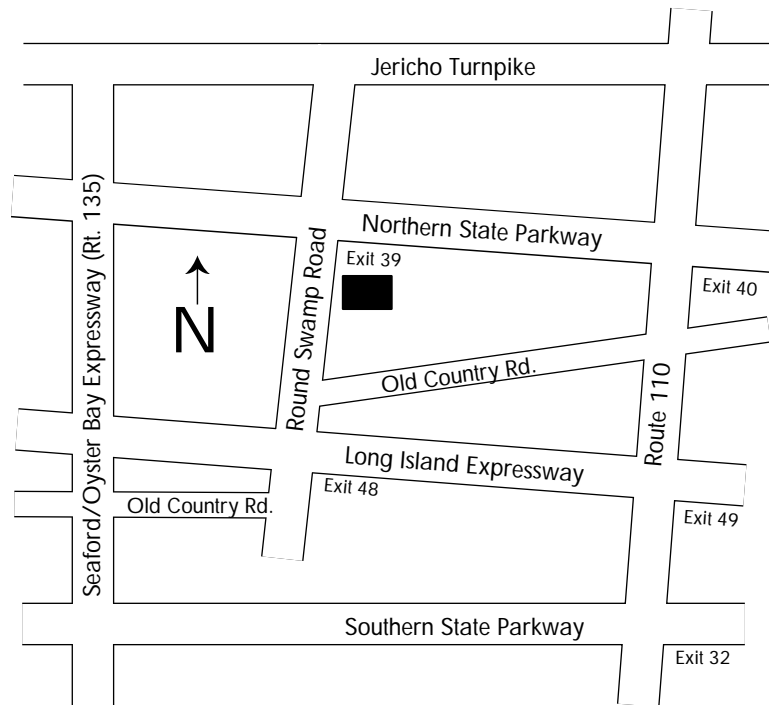 Jericho Turnpike
Seaford/Oyster Bay Expressway (Rt. 135)
Northern State Parkway
Exit 39
Exit 40
N
Round Swamp Road
Old Country Rd.
Route 110
Long Island Expressway
Exit 48
Old Country Rd.
Exit 49
Southern State Parkway
Exit 32